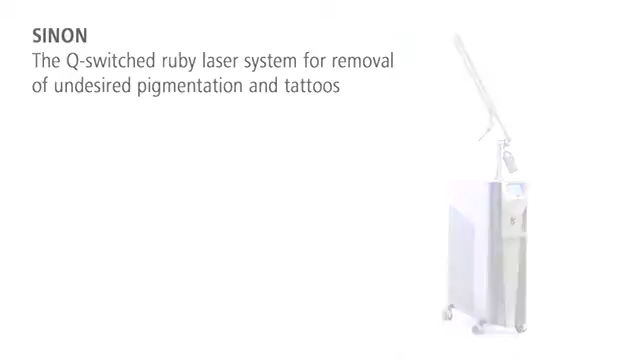 SINON
The Q-switched ruby laser system for removal
of undesired pigmentation and tattoos